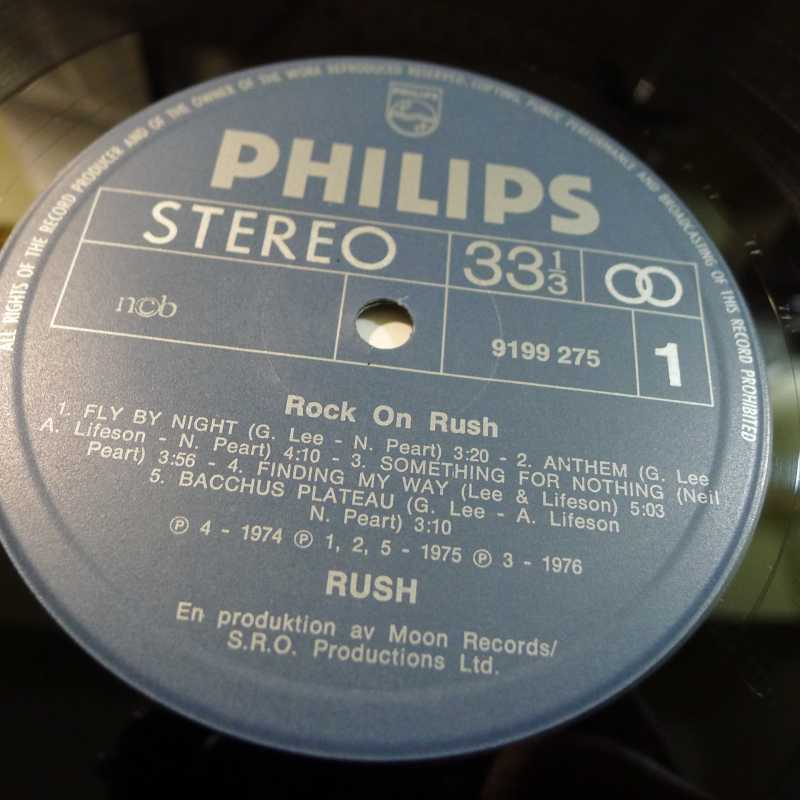 ALL RIGHTS OF THE RECORD PRODUCER AND OF THE OWNER OF THE WORK REPRODUCED RESERVED. COPYING, PUBLIC PERFORMANCE AND BROADCASTING OF THIS RECORD PROHIBITED
PHILIPS
PHILIPS
STEREO 33 1/3
n©b 9199 275 1
Rock On Rush
1. FLY BY NIGHT (G. Lee - N. Peart) 3:20 - 2. ANTHEM (G. Lee
A. Lifeson - N. Peart) 4:10 - 3. SOMETHING FOR NOTHING (Neil
Peart) 3:56 - 4. FINDING MY WAY (Lee & Lifeson) 5:03
5. BACCHUS PLATEAU (G. Lee - A. Lifeson
N. Peart) 3:10
℗ 4 - 1974 ℗ 1, 2, 5 - 1975 ℗ 3 - 1976
RUSH
En produktion av Moon Records/
S.R.O. Productions Ltd.